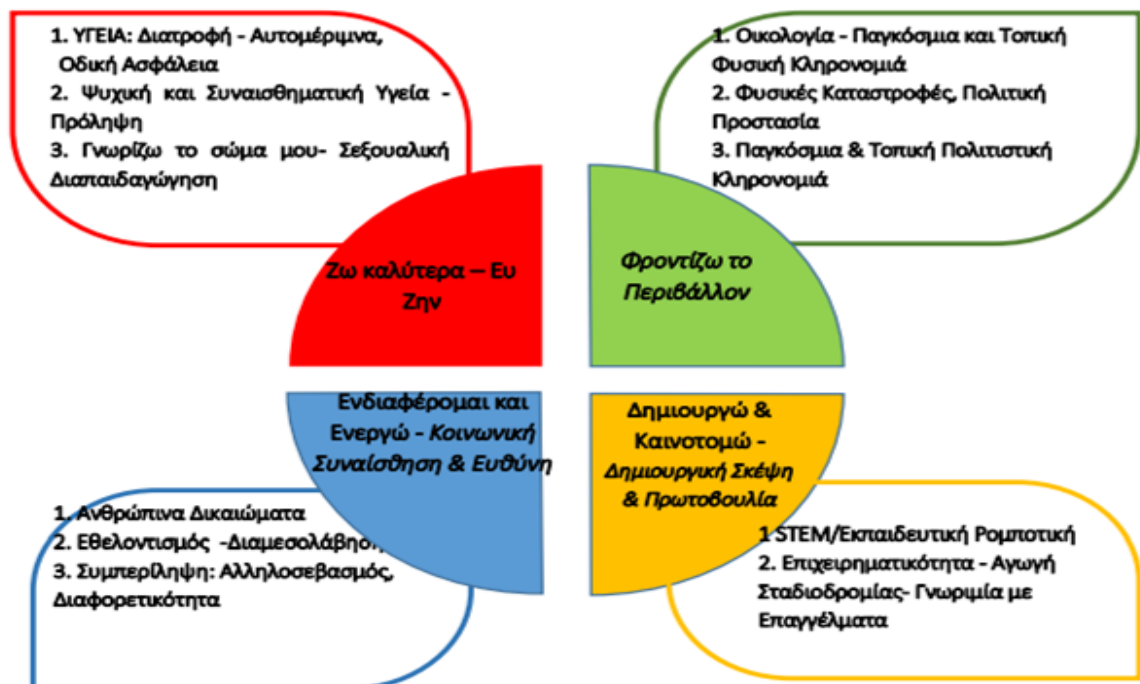 1. ΥΓΕΙΑ: Διατροφή - Αυτομέριμνα,
Οδική Ασφάλεια
2. Ψυχική και Συναισθηματική Υγεία -
Πρόληψη
3. Γνωρίζω το σώμα μου- Σεξουαλική
Διαπαιδαγώγηση
1. Οικολογία - Παγκόσμια και Τοπική
Φυσική Κληρονομιά
2. Φυσικές Καταστροφές, Πολιτική
Προστασία
3. Παγκόσμια & Τοπική Πολιτιστική
Κληρονομιά
Ζω καλύτερα – Ευ
Ζην
Φροντίζω το
Περιβάλλον
Ενδιαφέρομαι και
Ενεργώ - Κοινωνική
Συναίσθηση & Ευθύνη
Δημιουργώ &
Καινοτομώ -
Δημιουργική Σκέψη
& Πρωτοβουλία
1. Ανθρώπινα Δικαιώματα
2. Εθελοντισμός -Διαμεσολάβηση
3. Συμπερίληψη: Αλληλοσεβασμός,
Διαφορετικότητα
1 STEM/Εκπαιδευτική Ρομποτική
2. Επιχειρηματικότητα - Αγωγή
Σταδιοδρομίας- Γνωριμία με
Επαγγέλματα